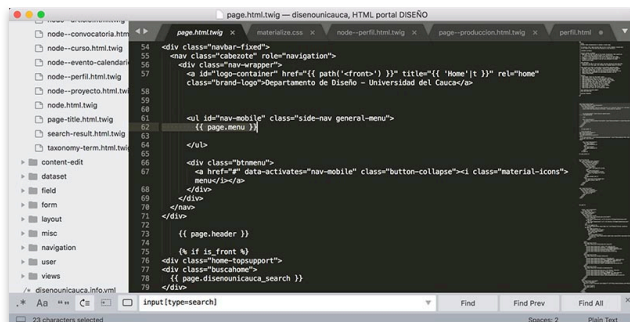 page.html.twig — disenounicauca, HTML portal DISEÑO
node--convocatoria.htm
node--curso.html.twig
node--evento-calendari
node--perfil.html.twig
node--proyecto.html.twi
node.html.twig
page-title.html.twig
search-result.html.twig
taxonomy-term.html.twi
content-edit
dataset
field
form
layout
misc
navigation
user
views
disenounicauca.info.yml
page.html.twig × materialize.css × node--perfil.html.twig × page--produccion.html.twig × perfil.html
54 <div class="navbar-fixed">
55 <nav class="cabezote" role="navigation">
56 <div class="nav-wrapper">
57 <a id="logo-container" href="{{ path('<front>') }}" title="{{ 'Home'|t }}" rel="home"
class="brand-logo">Departamento de Diseño - Universidad del Cauca</a>
58
59
60
61 <ul id="nav-mobile" class="side-nav general-menu">
62 {{ page.menu }}
63
64 </ul>
65
66 <div class="btnmenu">
67 <a href="#" data-activates="nav-mobile" class="button-collapse"><i class="material-icons">
menu</i></a>
68 </div>
69 </div>
70 </nav>
71 </div>
72
73 {{ page.header }}
74
75 {% if is_front %}
76 <div class="home-topsupport">
77 <div class="buscahome">
78 {{ page.disenounicauca_search }}
79 </div>
.* Aa “” input[type=search] Find Find Prev Find All ×
23 characters selected Spaces: 2 Plain Text